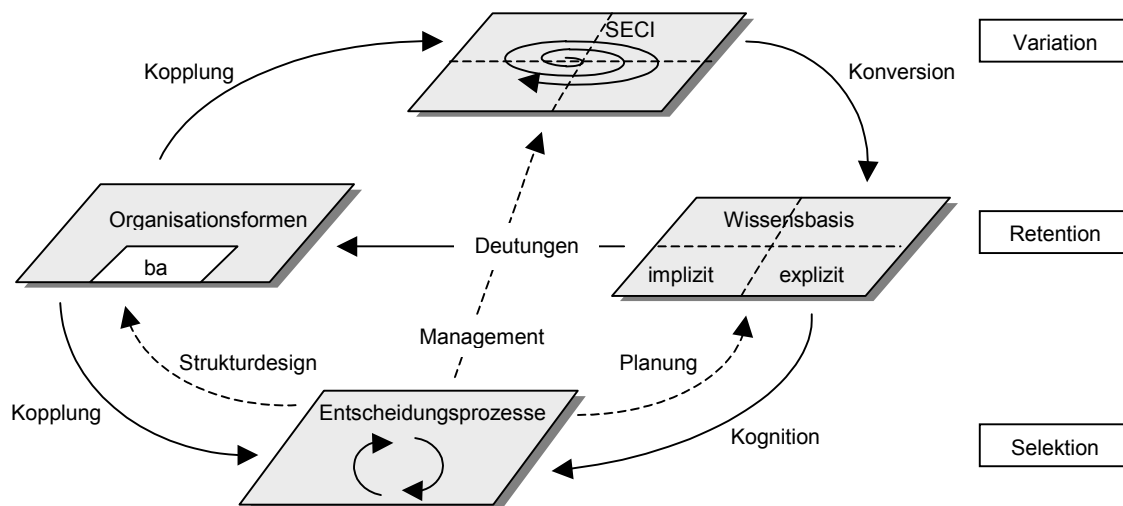 SECI
Variation
Kopplung
Konversion
Organisationsformen
Wissensbasis
Retention
Deutungen
ba
implizit
explizit
Management
Strukturdesign
Planung
Kopplung
Entscheidungsprozesse
Kognition
Selektion